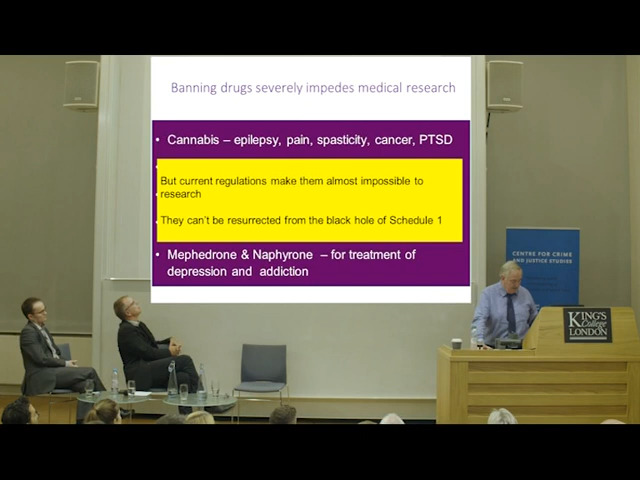 Banning drugs severely impedes medical research
• Cannabis – epilepsy, pain, spasticity, cancer, PTSD
But current regulations make them almost impossible to
research
They can't be resurrected from the black hole of Schedule 1
• Mephedrone & Naphyrone – for treatment of
depression and addiction
CENTRE FOR CRIME
AND JUSTICE STUDIES
KING'S
College
LONDON